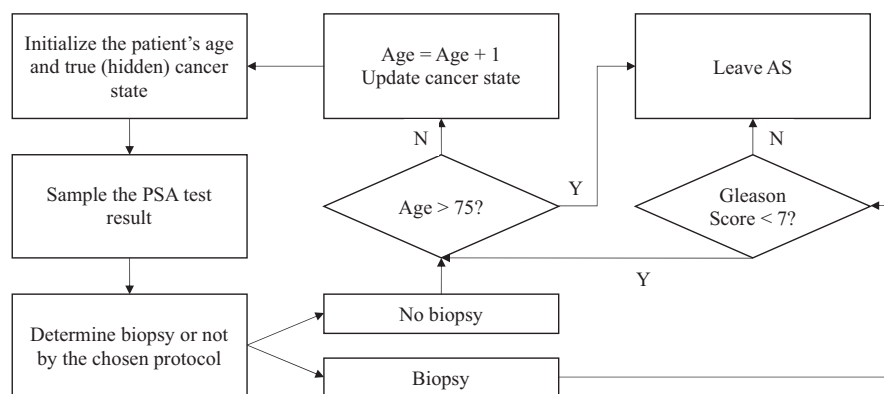 Initialize the patient’s age
and true (hidden) cancer
state
Age = Age + 1
Update cancer state
Leave AS
N
N
Sample the PSA test
result
Age > 75?
Y
Gleason
Score < 7?
Y
Determine biopsy or not
by the chosen protocol
No biopsy
Biopsy